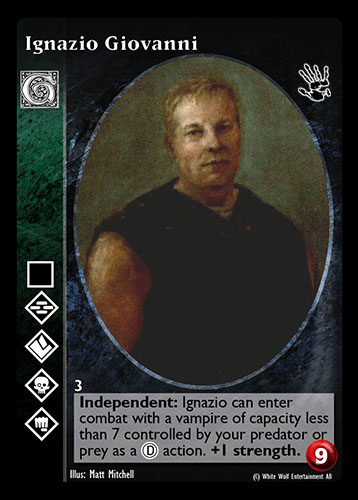 Ignazio Giovanni
G
3
Independent: Ignazio can enter
combat with a vampire of capacity less
than 7 controlled by your predator or
prey as a Ⓓ action. +1 strength.
9
Illus: Matt Mitchell
(C) White Wolf Entertainment AB